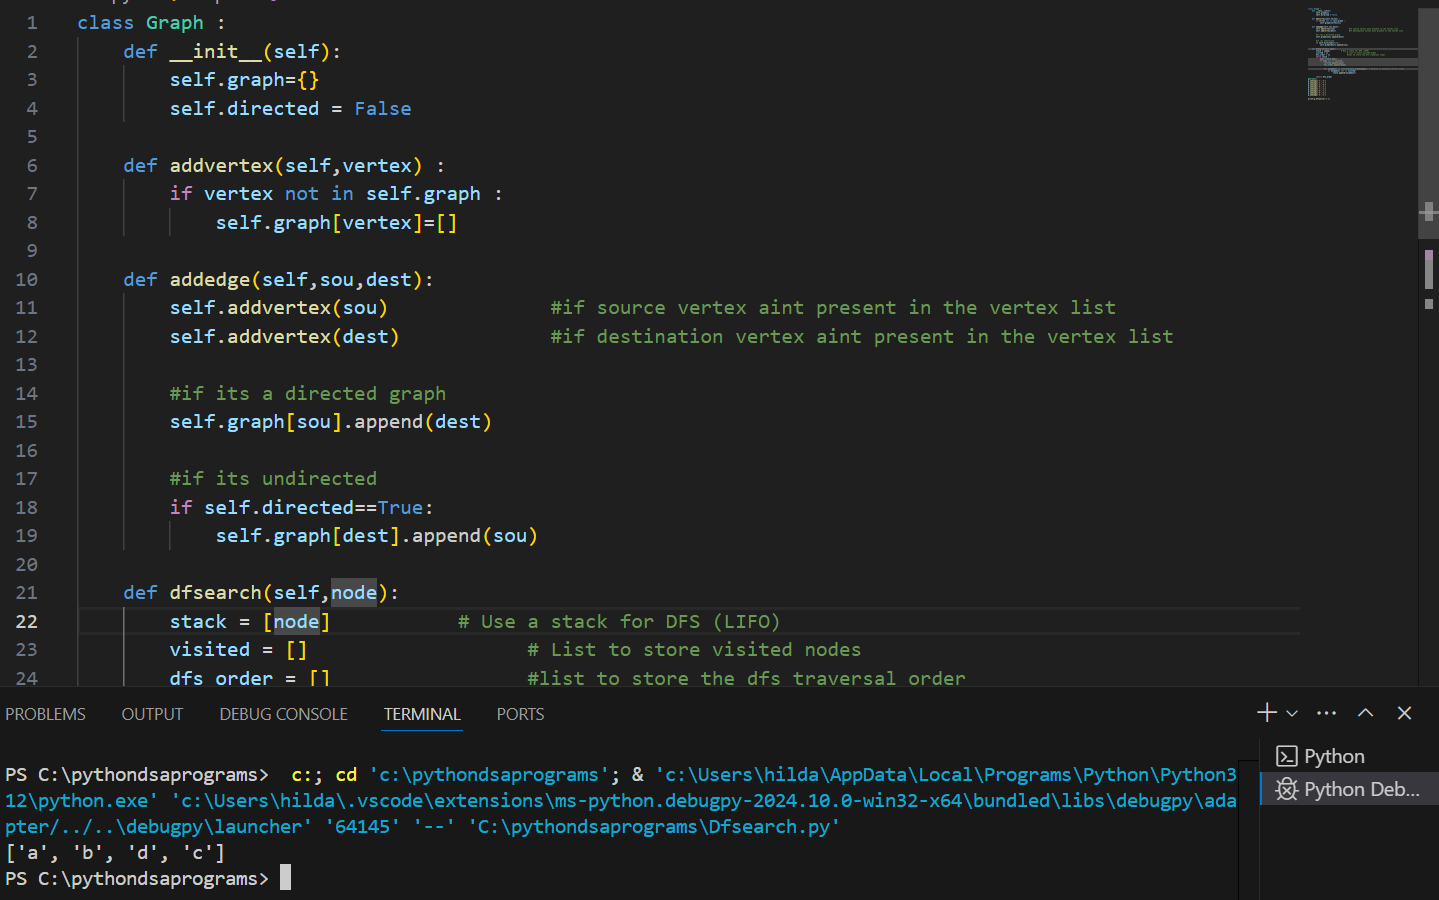 1 class Graph :
2     def __init__(self):
3         self.graph={}
4         self.directed = False
5
6     def addvertex(self,vertex) :
7         if vertex not in self.graph :
8             self.graph[vertex]=[]
9
10     def addedge(self,sou,dest):
11         self.addvertex(sou)              #if source vertex aint present in the vertex list
12         self.addvertex(dest)             #if destination vertex aint present in the vertex list
13
14         #if its a directed graph
15         self.graph[sou].append(dest)
16
17         #if its undirected
18         if self.directed==True:
19             self.graph[dest].append(sou)
20
21     def dfsearch(self,node):
22         stack = [node]           # Use a stack for DFS (LIFO)
23         visited = []                   # List to store visited nodes
24         dfs_order = []                 #list to store the dfs traversal order
PROBLEMS OUTPUT DEBUG CONSOLE TERMINAL PORTS
PS C:\pythondsaprograms>  c:; cd 'c:\pythondsaprograms'; & 'c:\Users\hilda\AppData\Local\Programs\Python\Python3
12\python.exe' 'c:\Users\hilda\.vscode\extensions\ms-python.debugpy-2024.10.0-win32-x64\bundled\libs\debugpy\ada
pter/../..\debugpy\launcher' '64145' '--' 'C:\pythondsaprograms\Dfsearch.py'
['a', 'b', 'd', 'c']
PS C:\pythondsaprograms>
Python
Python Deb...